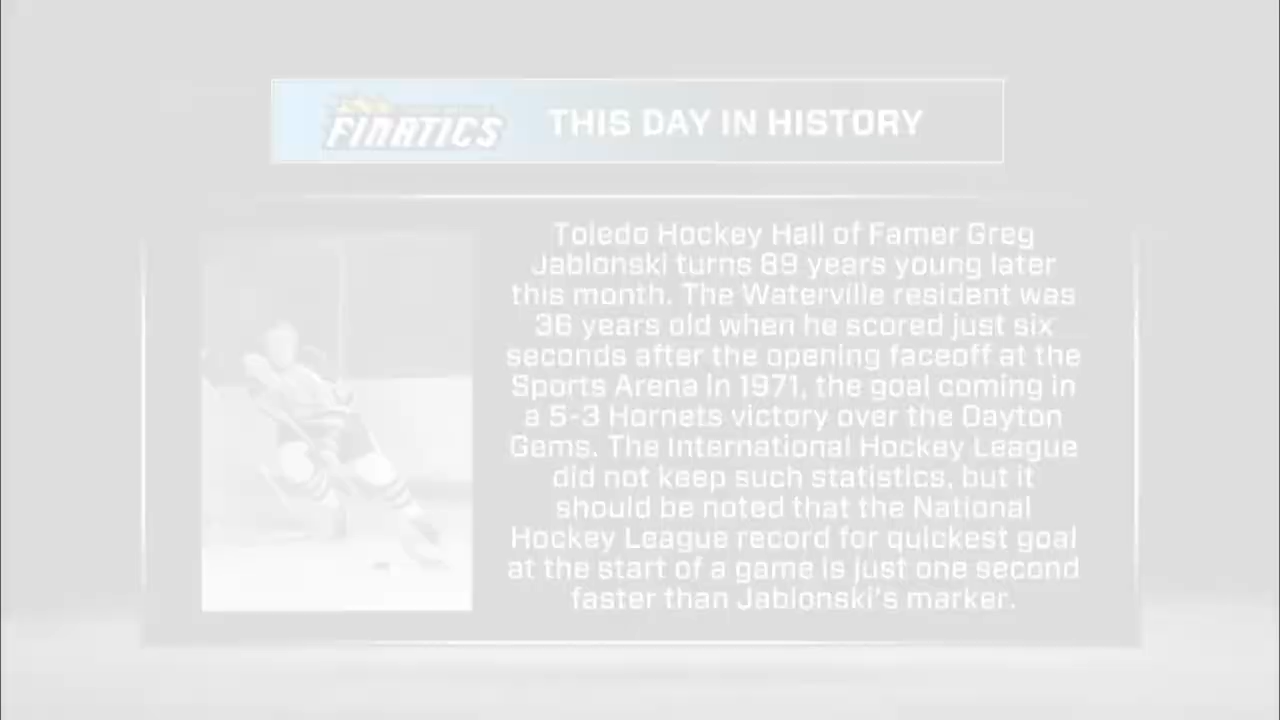 FINATICS
THIS DAY IN HISTORY
Toledo Hockey Hall of Famer Greg
Jablonski turns 89 years young later
this month. The Waterville resident was
36 years old when he scored just six
seconds after the opening faceoff at the
Sports Arena in 1971, the goal coming in
a 5-3 Hornets victory over the Dayton
Gems. The International Hockey League
did not keep such statistics, but it
should be noted that the National
Hockey League record for quickest goal
at the start of a game is just one second
faster than Jablonski's marker.